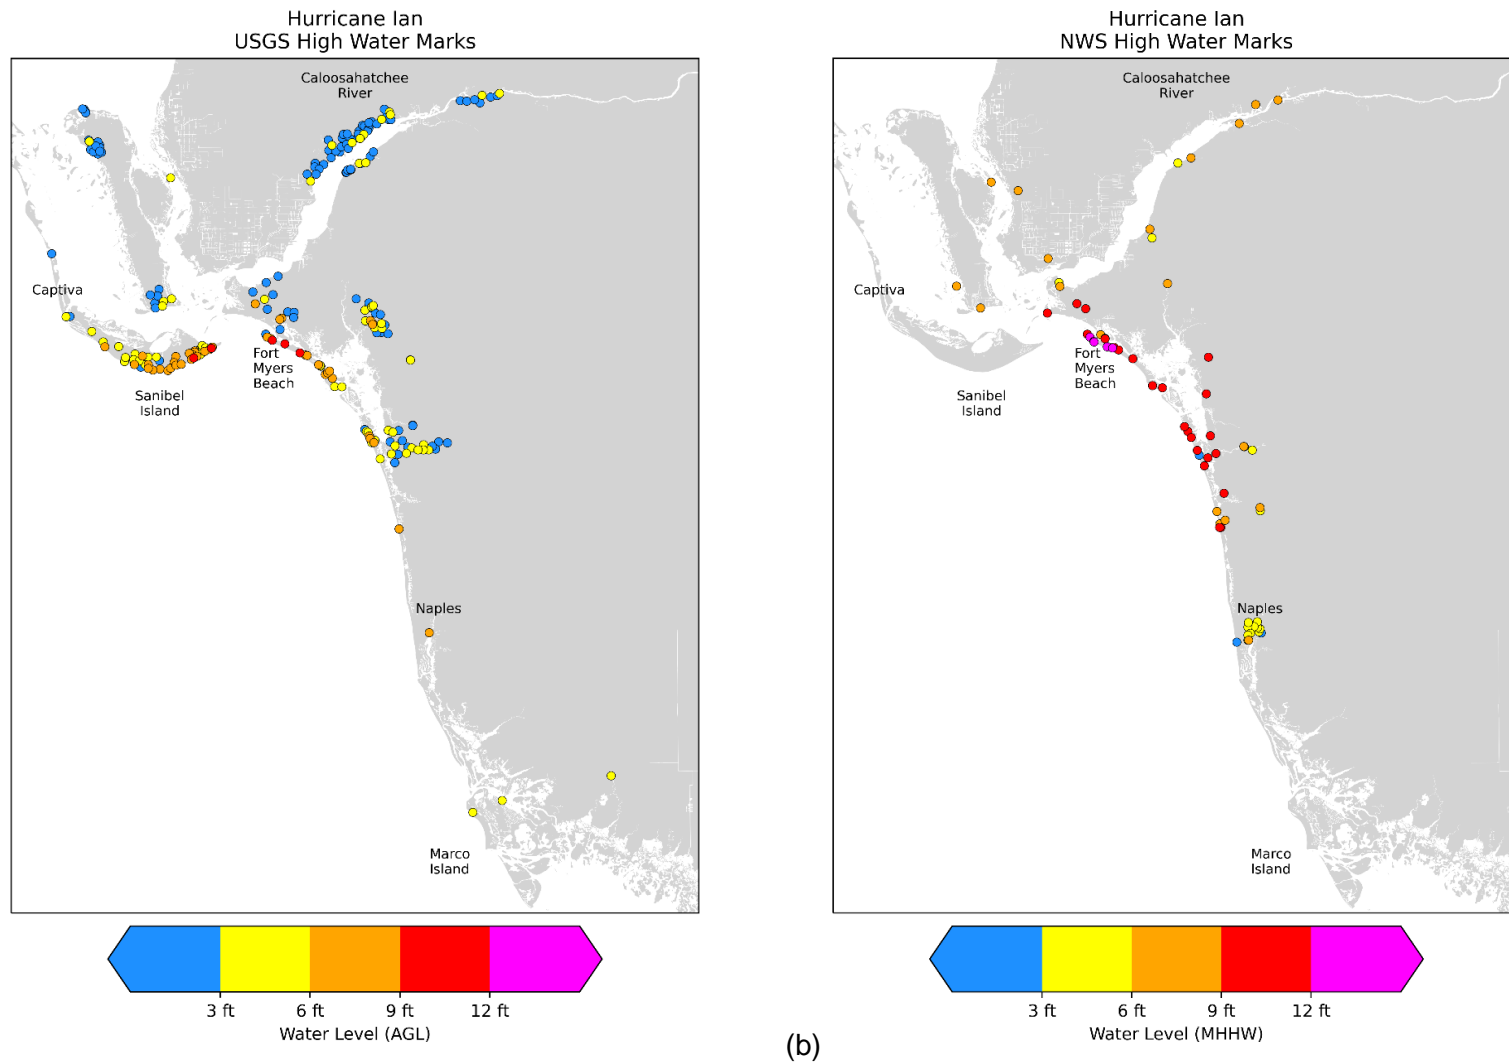 Hurricane Ian
USGS High Water Marks
Caloosahatchee
River
Captiva
Fort
Myers
Beach
Sanibel
Island
Naples
Marco
Island
3 ft
6 ft
9 ft
12 ft
Water Level (AGL)
(b)
Hurricane Ian
NWS High Water Marks
Caloosahatchee
River
Captiva
Fort
Myers
Beach
Sanibel
Island
Naples
Marco
Island
3 ft
6 ft
9 ft
12 ft
Water Level (MHHW)